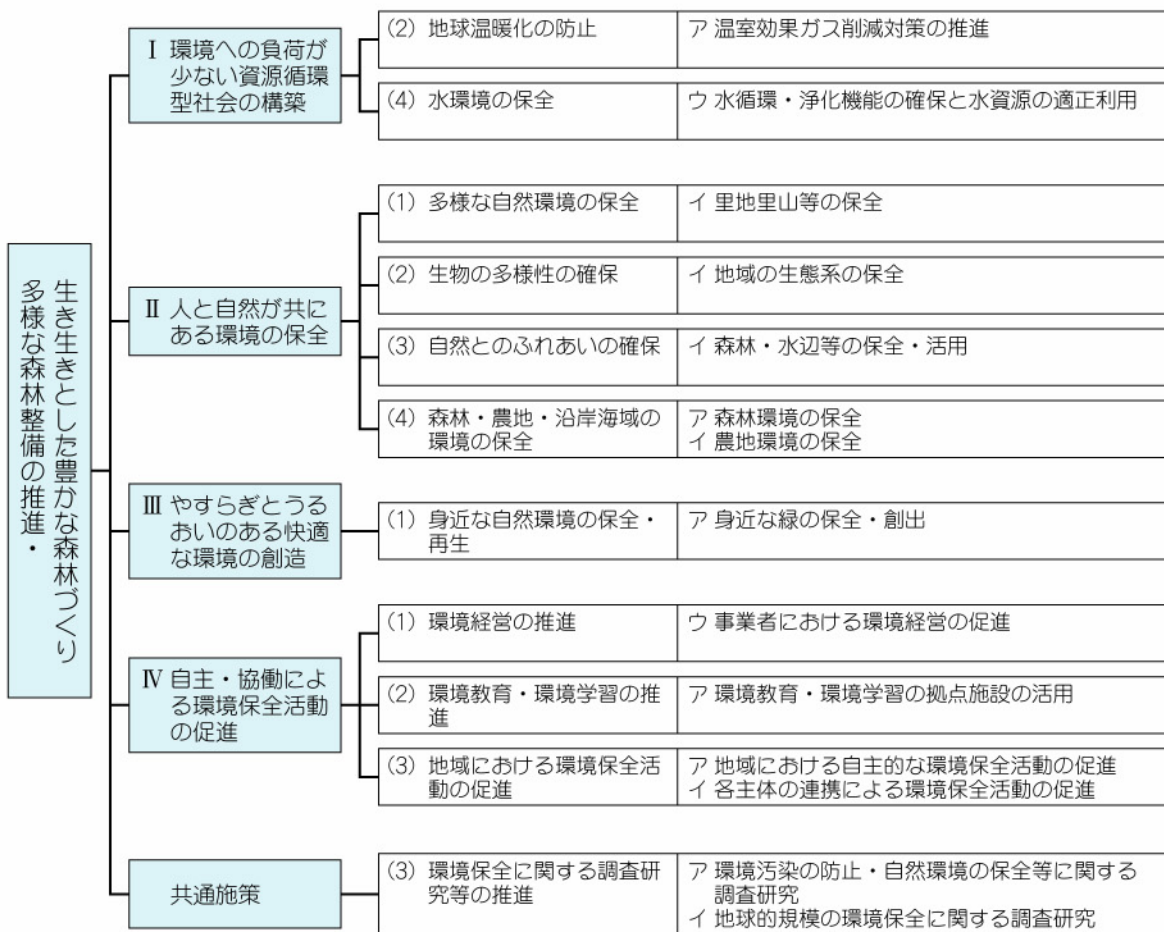 生き生きとした豊かな森林づくり
多様な森林整備の推進・
Ⅰ 環境への負荷が
少ない資源循環
型社会の構築
(2) 地球温暖化の防止
ア 温室効果ガス削減対策の推進
(4) 水環境の保全
ウ 水循環・浄化機能の確保と水資源の適正利用
Ⅱ 人と自然が共に
ある環境の保全
(1) 多様な自然環境の保全
イ 里地里山等の保全
(2) 生物の多様性の確保
イ 地域の生態系の保全
(3) 自然とのふれあいの確保
イ 森林・水辺等の保全・活用
(4) 森林・農地・沿岸海域の
環境の保全
ア 森林環境の保全
イ 農地環境の保全
Ⅲ やすらぎとうる
おいのある快適
な環境の創造
(1) 身近な自然環境の保全・
再生
ア 身近な緑の保全・創出
Ⅳ 自主・協働によ
る環境保全活動
の促進
(1) 環境経営の推進
ウ 事業者における環境経営の促進
(2) 環境教育・環境学習の推
進
ア 環境教育・環境学習の拠点施設の活用
(3) 地域における環境保全活
動の促進
ア 地域における自主的な環境保全活動の促進
イ 各主体の連携による環境保全活動の促進
共通施策
(3) 環境保全に関する調査研
究等の推進
ア 環境汚染の防止・自然環境の保全等に関する
調査研究
イ 地球的規模の環境保全に関する調査研究